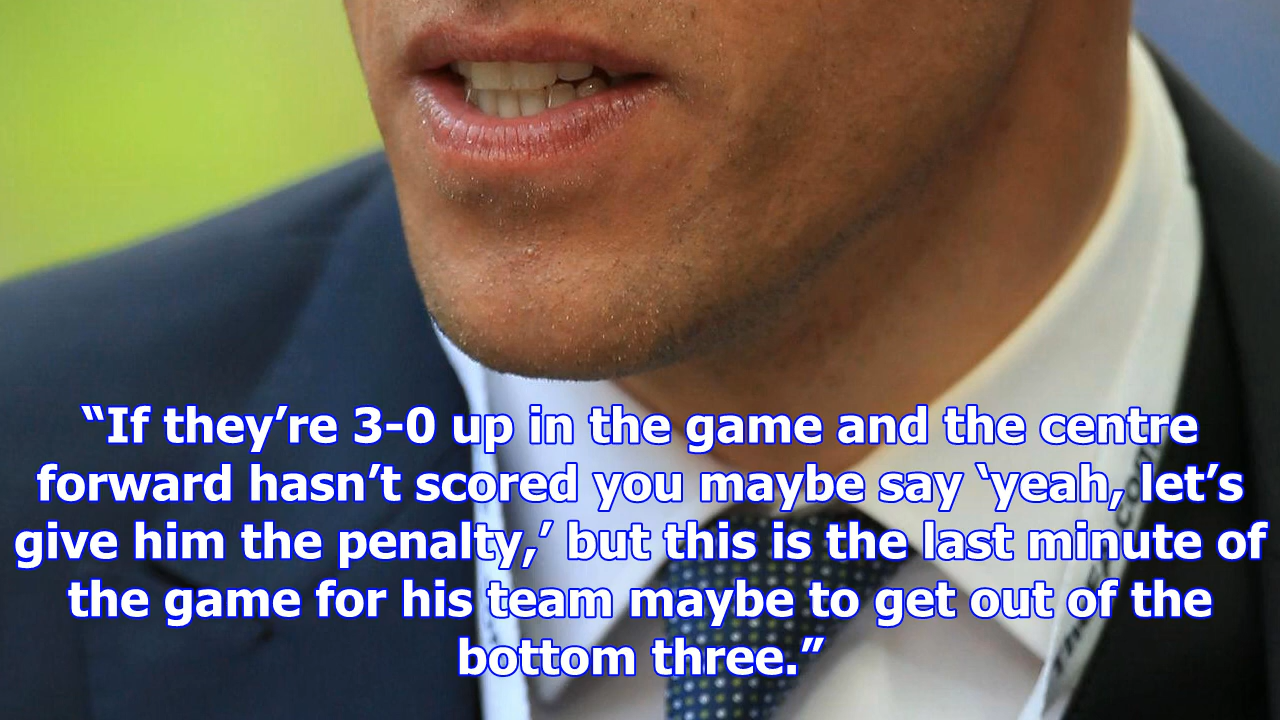 “If they’re 3-0 up in the game and the centre
forward hasn’t scored you maybe say ‘yeah, let’s
give him the penalty,’ but this is the last minute of
the game for his team maybe to get out of the
bottom three.”